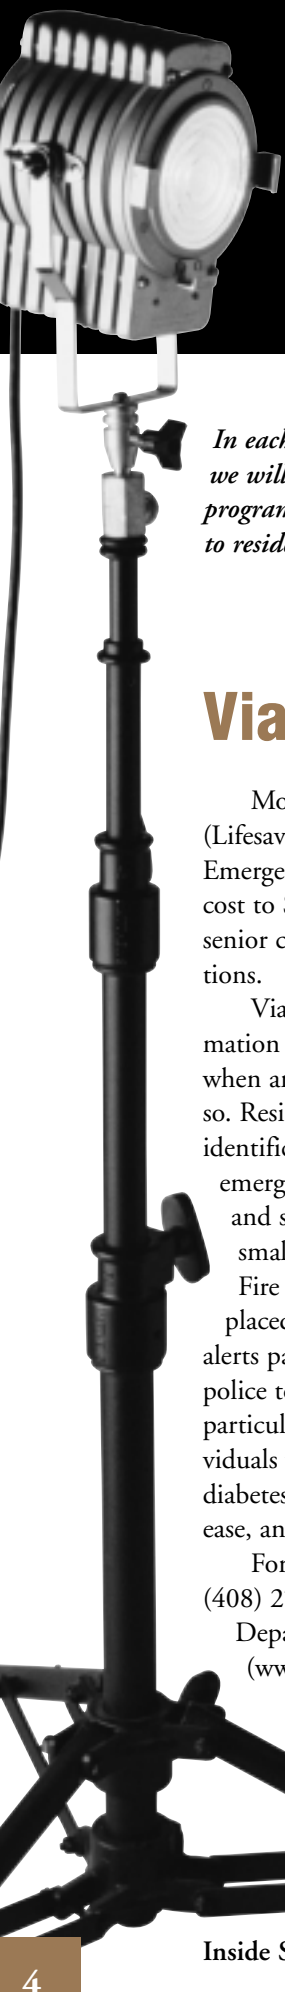 In each
we will
program
to resid
Via
Mo
(Lifesav
Emerge
cost to
senior c
tions.
Via
mation
when an
so. Resi
identific
emerg
and s
smal
Fire
placed
alerts pa
police t
particul
viduals
diabetes
ease, an
For
(408) 2
Depa
(ww
Inside S
4